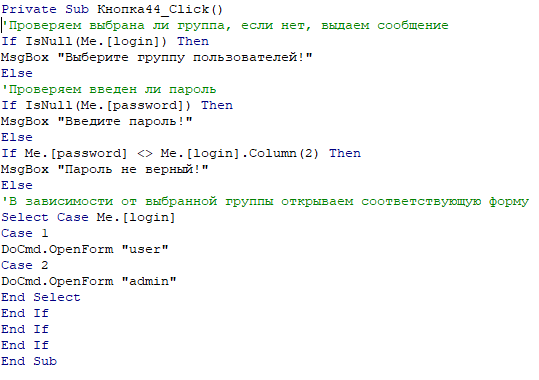 Private Sub Кнопка44_Click()
'Проверяем выбрана ли группа, если нет, выдаем сообщение
If IsNull(Me.[login]) Then
MsgBox "Выберите группу пользователей!"
Else
'Проверяем введен ли пароль
If IsNull(Me.[password]) Then
MsgBox "Введите пароль!"
Else
If Me.[password] <> Me.[login].Column(2) Then
MsgBox "Пароль не верный!"
Else
'В зависимости от выбранной группы открываем соответствующую форму
Select Case Me.[login]
Case 1
DoCmd.OpenForm "user"
Case 2
DoCmd.OpenForm "admin"
End Select
End If
End If
End If
End Sub